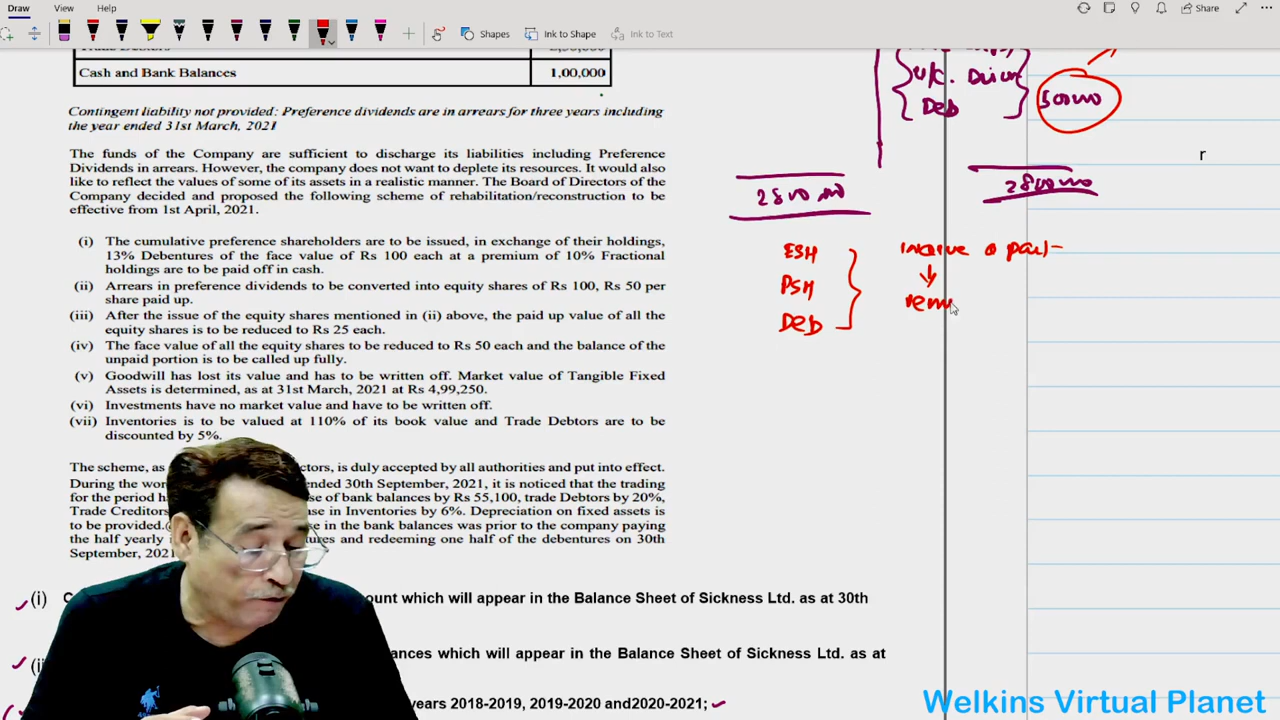 Draw View Help
Share
Shapes Ink to Shape Ink to Text
Cash and Bank Balances 1,00,000
Contingent liability not provided: Preference dividends are in arrears for three years including
the year ended 31st March, 2021
The funds of the Company are sufficient to discharge its liabilities including Preference
Dividends in arrears. However, the company does not want to deplete its resources. It would also
like to reflect the values of some of its assets in a realistic manner. The Board of Directors of the
Company decided and proposed the following scheme of rehabilitation/reconstruction to be
effective from 1st April, 2021.
(i) The cumulative preference shareholders are to be issued, in exchange of their holdings,
13% Debentures of the face value of Rs 100 each at a premium of 10% Fractional
holdings are to be paid off in cash.
(ii) Arrears in preference dividends to be converted into equity shares of Rs 100, Rs 50 per
share paid up.
(iii) After the issue of the equity shares mentioned in (ii) above, the paid up value of all the
equity shares is to be reduced to Rs 25 each.
(iv) The face value of all the equity shares to be reduced to Rs 50 each and the balance of the
unpaid portion is to be called up fully.
(v) Goodwill has lost its value and has to be written off. Market value of Tangible Fixed
Assets is determined, as at 31st March, 2021 at Rs 4,99,250.
(vi) Investments have no market value and have to be written off.
(vii) Inventories is to be valued at 110% of its book value and Trade Debtors are to be
discounted by 5%.
The scheme, as ctors, is duly accepted by all authorities and put into effect.
During the wor ended 30th September, 2021, it is noticed that the trading
for the period h se of bank balances by Rs 55,100, trade Debtors by 20%,
Trade Creditors se in Inventories by 6%. Depreciation on fixed assets is
to be provided. se in the bank balances was prior to the company paying
the half yearly tures and redeeming one half of the debentures on 30th
September, 202
(i) C ount which will appear in the Balance Sheet of Sickness Ltd. as at 30th
(ii ances which will appear in the Balance Sheet of Sickness Ltd. as at
years 2018-2019, 2019-2020 and2020-2021;
Deb
r
ESH
PSH
Deb
Welkins Virtual Planet